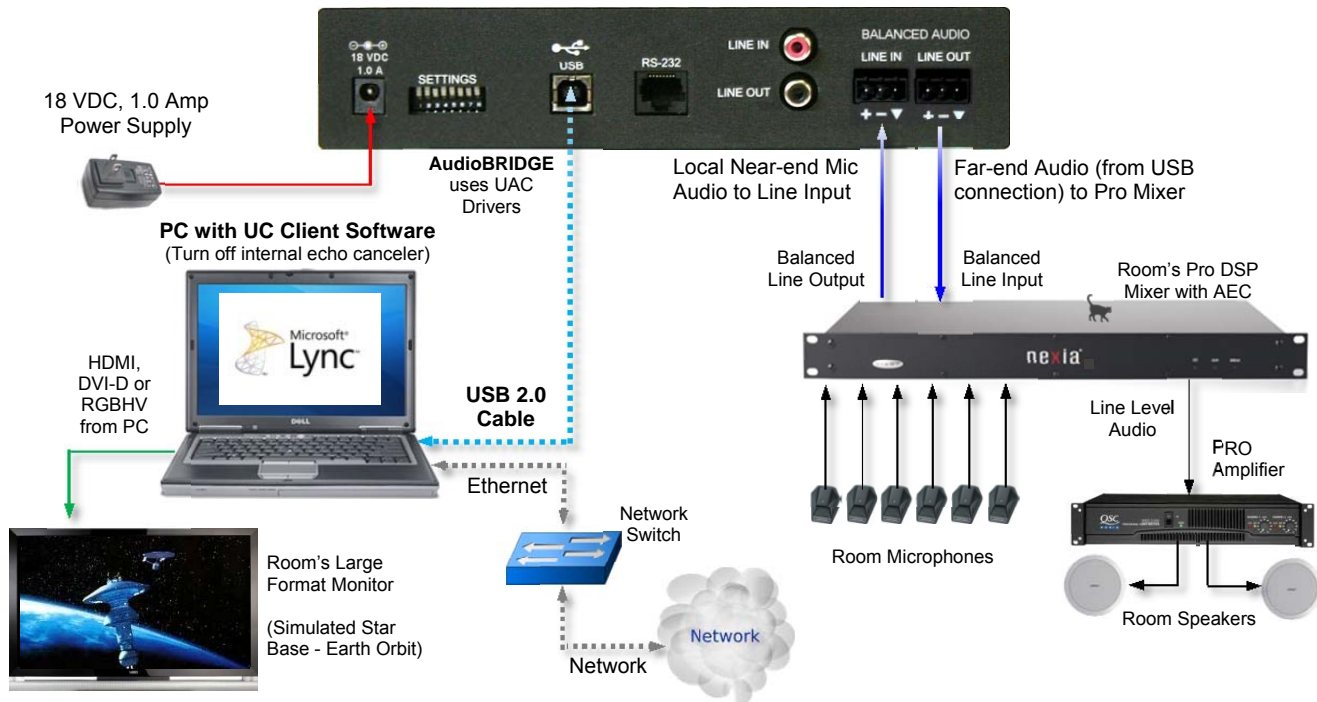 18 VDC
1.0 A
SETTINGS
USB
RS-232
LINE IN
LINE OUT
BALANCED AUDIO
LINE IN LINE OUT
+ − ▼ + − ▼
18 VDC, 1.0 Amp
Power Supply
AudioBRIDGE
uses UAC
Drivers
Local Near-end Mic
Audio to Line Input
Far-end Audio (from USB
connection) to Pro Mixer
PC with UC Client Software
(Turn off internal echo canceler)
Balanced
Line Output
Balanced
Line Input
Room's Pro DSP
Mixer with AEC
Microsoft®
Lync™
DELL
nexia
HDMI,
DVI-D or
RGBHV
from PC
USB 2.0
Cable
Ethernet
Line Level
Audio
PRO
Amplifier
QSC
Network
Switch
Room Microphones
Room Speakers
Room's Large
Format Monitor
(Simulated Star
Base - Earth Orbit)
Network
Network